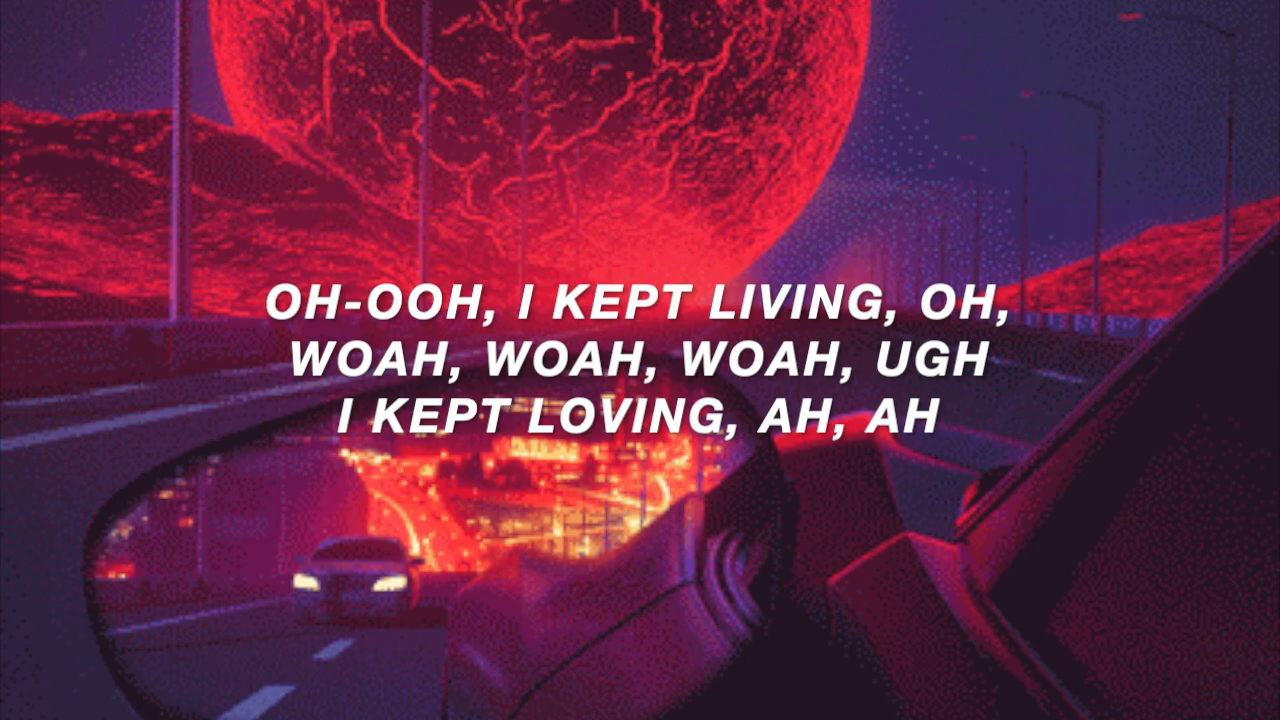 OH-OOH, I KEPT LIVING, OH,
WOAH, WOAH, WOAH, UGH
I KEPT LOVING, AH, AH